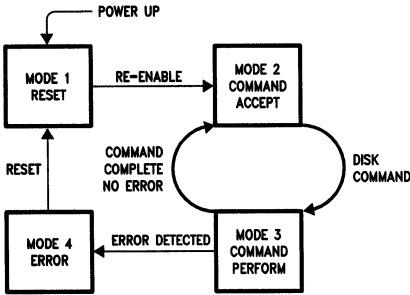 POWER UP
MODE 1
RESET
RE-ENABLE
MODE 2
COMMAND
ACCEPT
COMMAND
COMPLETE
NO ERROR
DISK
COMMAND
RESET
MODE 4
ERROR
ERROR DETECTED
MODE 3
COMMAND
PERFORM